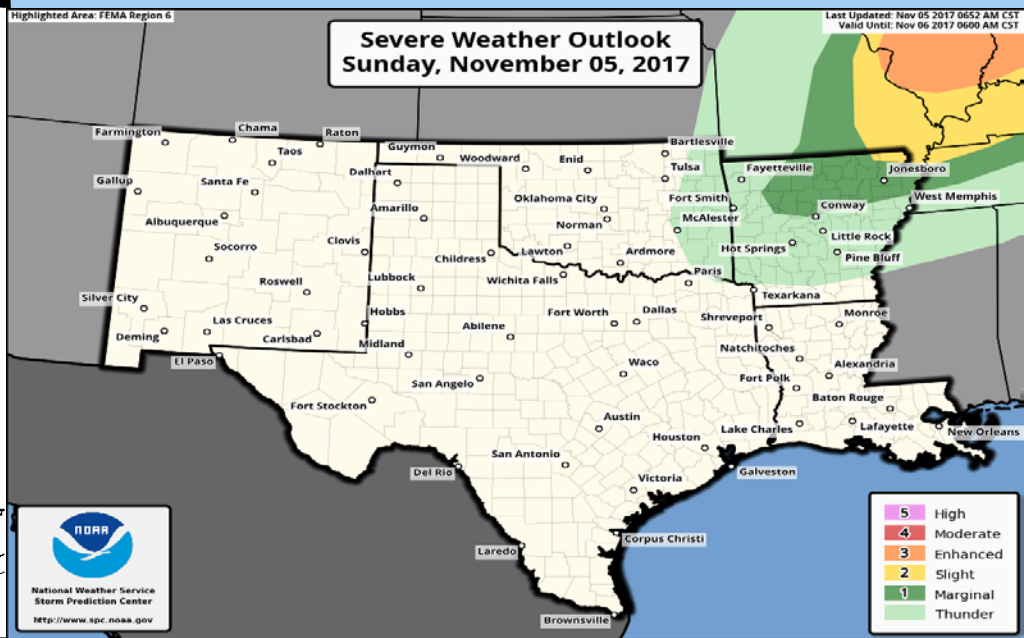 Highlighted Area: FEMA Region 6
Last Updated: Nov 05 2017 0652 AM CST
Valid Until: Nov 06 2017 0600 AM CST
Severe Weather Outlook
Sunday, November 05, 2017
Farmington
Chama
Raton
Taos
Guymon
Woodward
Enid
Bartlesville
Tulsa
Fayetteville
Jonesboro
Gallup
Santa Fe
Dalhart
Amarillo
Oklahoma City
Norman
Fort Smith
McAlester
Conway
West Memphis
Albuquerque
Socorro
Clovis
Childress
Lawton
Ardmore
Hot Springs
Little Rock
Pine Bluff
Roswell
Lubbock
Wichita Falls
Paris
Texarkana
Silver City
Las Cruces
Hobbs
Fort Worth
Dallas
Shreveport
Monroe
Deming
Carlsbad
Midland
Abilene
Natchitoches
El Paso
San Angelo
Waco
Fort Polk
Alexandria
Fort Stockton
Austin
Baton Rouge
Houston
Lake Charles
Lafayette
New Orleans
Del Rio
San Antonio
Galveston
Victoria
Laredo
Corpus Christi
Brownsville
NOAA
National Weather Service
Storm Prediction Center
http://www.spc.noaa.gov
5 High
4 Moderate
3 Enhanced
2 Slight
1 Marginal
Thunder